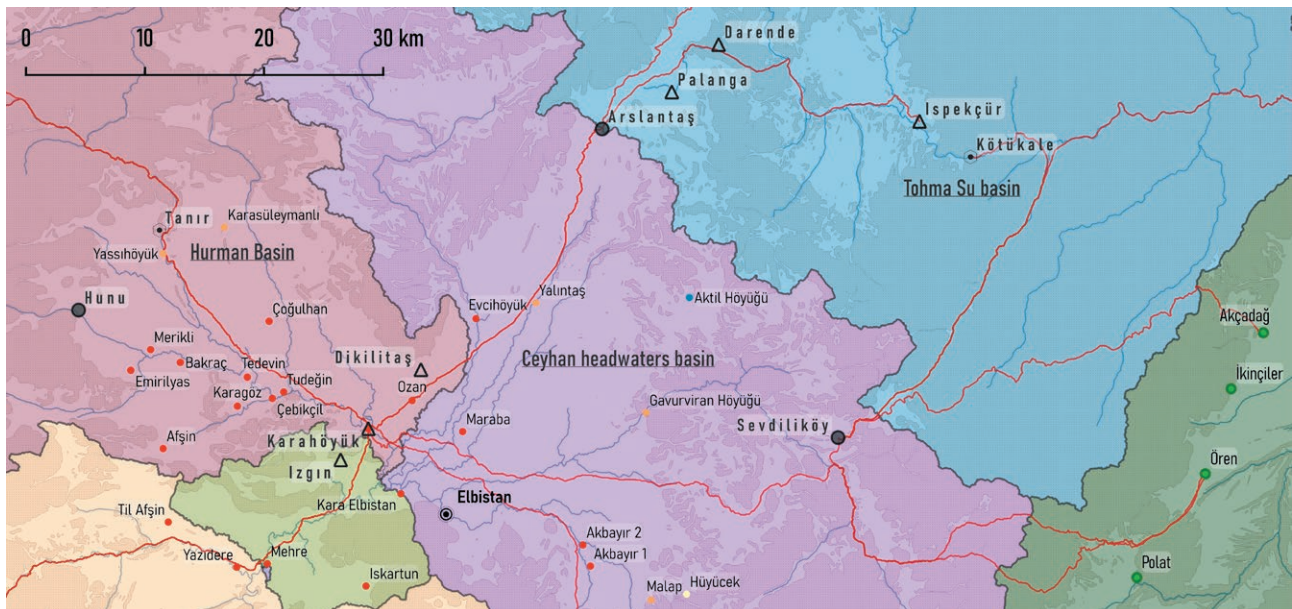 0 10 20 30 km
Darende
Palanga
Arslantaş
Ispekçür
Kötükale
Tohma Su basin
Tanır
Karasüleymanlı
Yassıhöyük
Hurman Basin
Hunu
Çoğulhan
Evcihöyük
Yalıntaş
Aktil Höyüğü
Akçadağ
Merikli
Bakraç
Emirilyas
Tedevin
Tudeğin
Karagöz
Çebikçil
Dikilitaş
Ozan
Ceyhan headwaters basin
İkinçiler
Gavurviran Höyüğü
Maraba
Sevdiliköy
Afşin
Karahöyük
Izgın
Ören
Kara Elbistan
Elbistan
Til Afşin
Yazıdere
Mehre
Iskartun
Akbayır 2
Akbayır 1
Malap
Hüyücek
Polat